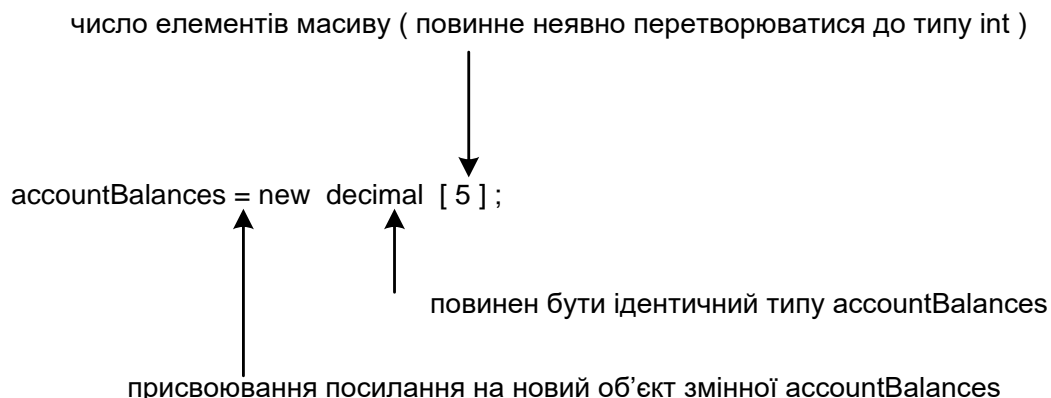 число елементів масиву ( повинне неявно перетворюватися до типу int )
accountBalances = new decimal [ 5 ] ;
повинен бути ідентичний типу accountBalances
присвоювання посилання на новий об’єкт змінної accountBalances